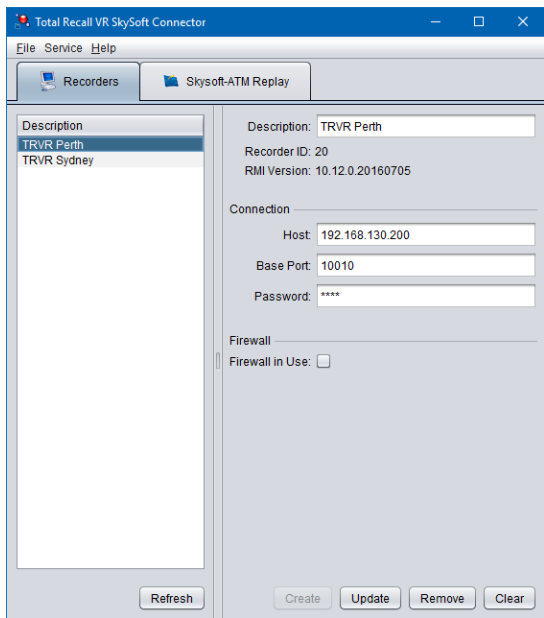 Total Recall VR SkySoft Connector
File Service Help
Recorders
Skysoft-ATM Replay
Description
TRVR Perth
TRVR Sydney
Description: TRVR Perth
Recorder ID: 20
RMI Version: 10.12.0.20160705
Connection
Host: 192.168.130.200
Base Port: 10010
Password: ****
Firewall
Firewall in Use:
Refresh
Create
Update
Remove
Clear